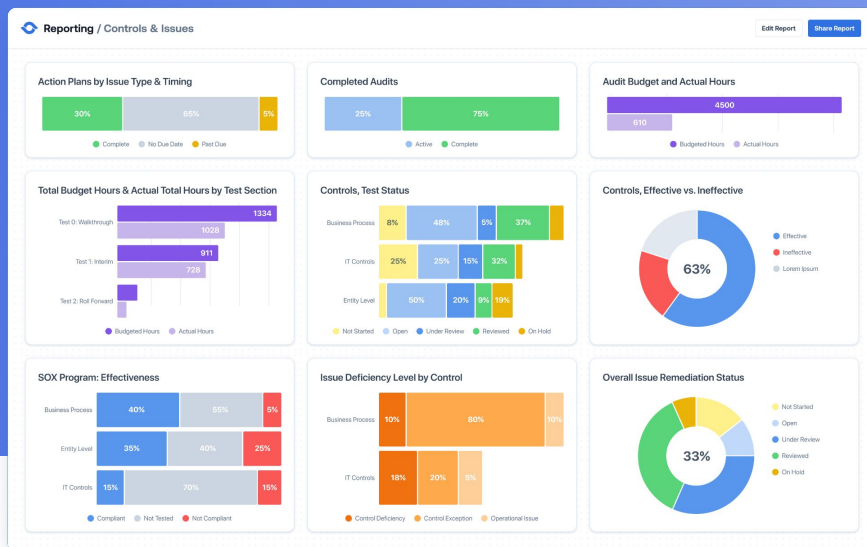 Reporting / Controls & Issues
Edit Report
Share Report
Action Plans by Issue Type & Timing
30%
65%
5%
Complete
No Due Date
Past Due
Completed Audits
25%
75%
Active
Complete
Audit Budget and Actual Hours
4500
610
Budgeted Hours
Actual Hours
Total Budget Hours & Actual Total Hours by Test Section
Test 0: Walkthrough
1334
1028
Test 1: Interim
911
728
Test 2: Roll Forward
Budgeted Hours
Actual Hours
Controls, Test Status
Business Process
8%
48%
5%
37%
IT Controls
25%
25%
15%
32%
Entity Level
50%
20%
9%
19%
Not Started
Open
Under Review
Reviewed
On Hold
Controls, Effective vs. Ineffective
63%
Effective
Ineffective
Lorem Ipsum
SOX Program: Effectiveness
Business Process
40%
55%
5%
Entity Level
35%
40%
25%
IT Controls
15%
70%
15%
Compliant
Not Tested
Not Compliant
Issue Deficiency Level by Control
Business Process
10%
80%
10%
IT Controls
18%
20%
5%
Control Deficiency
Control Exception
Operational Issue
Overall Issue Remediation Status
33%
Not Started
Open
Under Review
Reviewed
On Hold